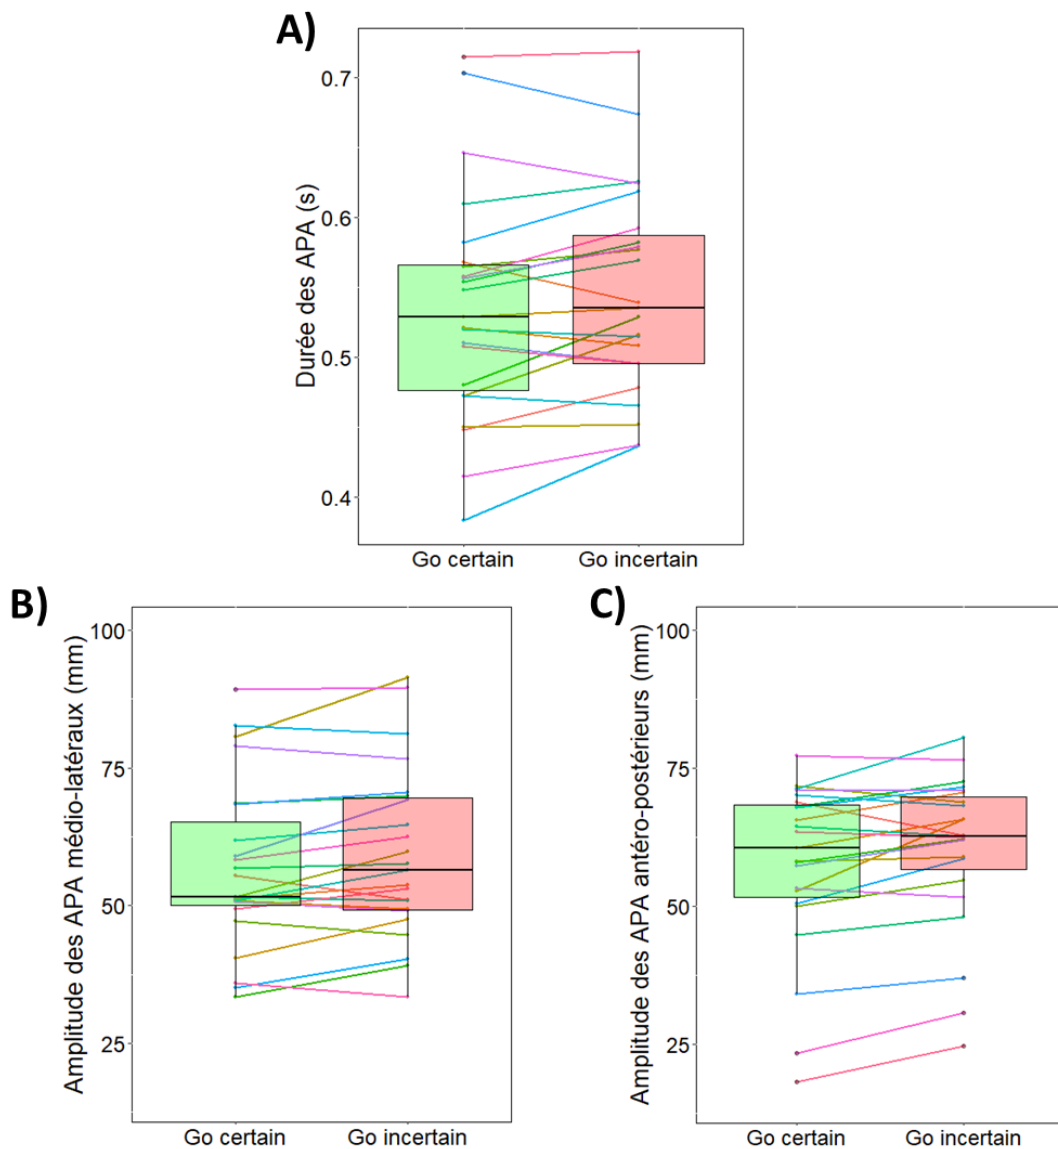 A)
Durée des APA (s)
0.7
0.6
0.5
0.4
Go certain Go incertain
B)
Amplitude des APA médio-latéraux (mm)
100
75
50
25
Go certain Go incertain
C)
Amplitude des APA antéro-postérieurs (mm)
100
75
50
25
Go certain Go incertain